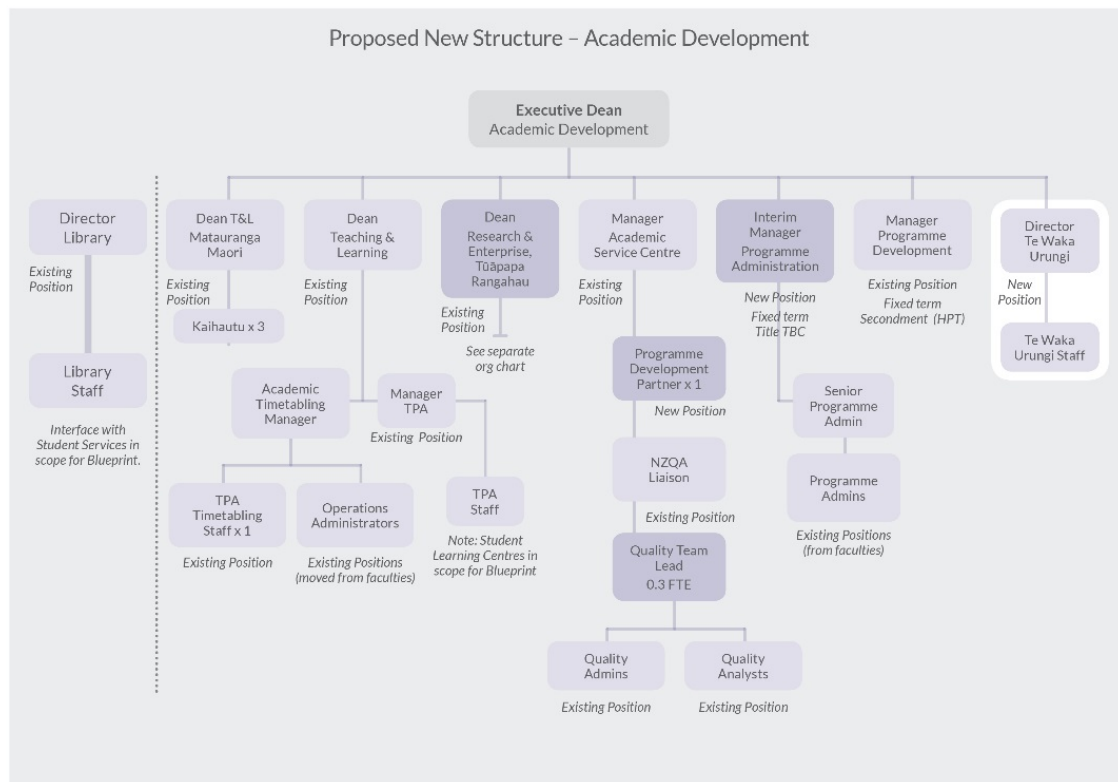 Proposed New Structure – Academic Development
Executive Dean
Academic Development
Director
Library
Existing
Position
Library
Staff
Interface with
Student Services in
scope for Blueprint.
Dean T&L
Matauranga
Maori
Existing
Position
Kaihautu x 3
Dean
Teaching &
Learning
Existing
Position
Academic
Timetabling
Manager
TPA
Timetabling
Staff x 1
Existing Position
Operations
Administrators
Existing Positions
(moved from faculties)
Manager
TPA
Existing Position
TPA
Staff
Note: Student
Learning Centres in
scope for Blueprint
Dean
Research &
Enterprise,
Tūāpapa
Rangahau
Existing
Position
See separate
org chart
Manager
Academic
Service Centre
Existing
Position
Programme
Development
Partner x 1
New Position
NZQA
Liaison
Existing Position
Quality Team
Lead
0.3 FTE
Quality
Admins
Existing Position
Quality
Analysts
Existing Position
Interim
Manager
Programme
Administration
New Position
Fixed term
Title TBC
Senior
Programme
Admin
Programme
Admins
Existing Positions
(from faculties)
Manager
Programme
Development
Existing Position
Fixed term
Secondment (HPT)
Director
Te Waka
Urungi
New
Position
Te Waka
Urungi Staff